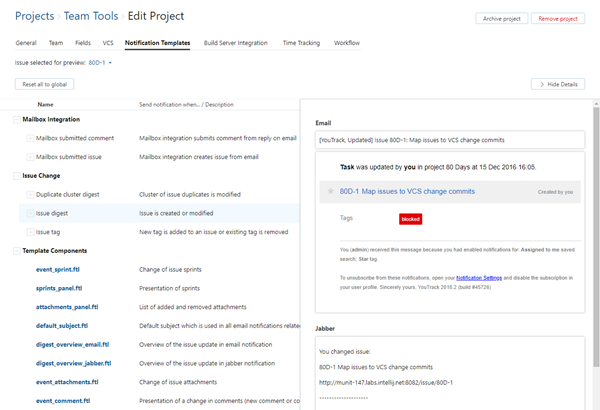 Projects › Team Tools › Edit Project
Archive project
Remove project
General
Team
Fields
VCS
Notification Templates
Build Server Integration
Time Tracking
Workflow
Issue selected for preview: 80D-1
Reset all to global
Hide Details
Name
Send notification when... / Description
Mailbox Integration
Mailbox submitted comment
Mailbox integration submits comment from reply on email
Mailbox submitted issue
Mailbox integration creates issue from email
Issue Change
Duplicate cluster digest
Cluster of issue duplicates is modified
Issue digest
Issue is created or modified
Issue tag
New tag is added to an issue or existing tag is removed
Template Components
event_sprint.ftl
Change of issue sprints
sprints_panel.ftl
Presentation of sprints
attachments_panel.ftl
List of added and removed attachments
default_subject.ftl
Default subject which is used in all email notifications relate
digest_overview_email.ftl
Overview of the issue update in email notification
digest_overview_jabber.ftl
Overview of the issue update in jabber notification
event_attachments.ftl
Change of issue attachments
event_comment.ftl
Presentation of a change in comments (new comment or co
Email
[YouTrack, Updated] Issue 80D-1: Map issues to VCS change commits
Task was updated by you in project 80 Days at 15 Dec 2016 16:05.
80D-1 Map issues to VCS change commits
Created by you
Tags
blocked
You (admin) received this message because you had enabled notifications for: Assigned to me saved
search, Star tag.
To unsubscribe from these notifications, open your Notification Settings and disable the subscription in
your user profile. Sincerely yours, YouTrack 2018.2 (build #45726)
Jabber
You changed issue:
80D-1 Map issues to VCS change commits
http://munit-147.labs.intellij.net:8082/issue/80D-1
--------------------